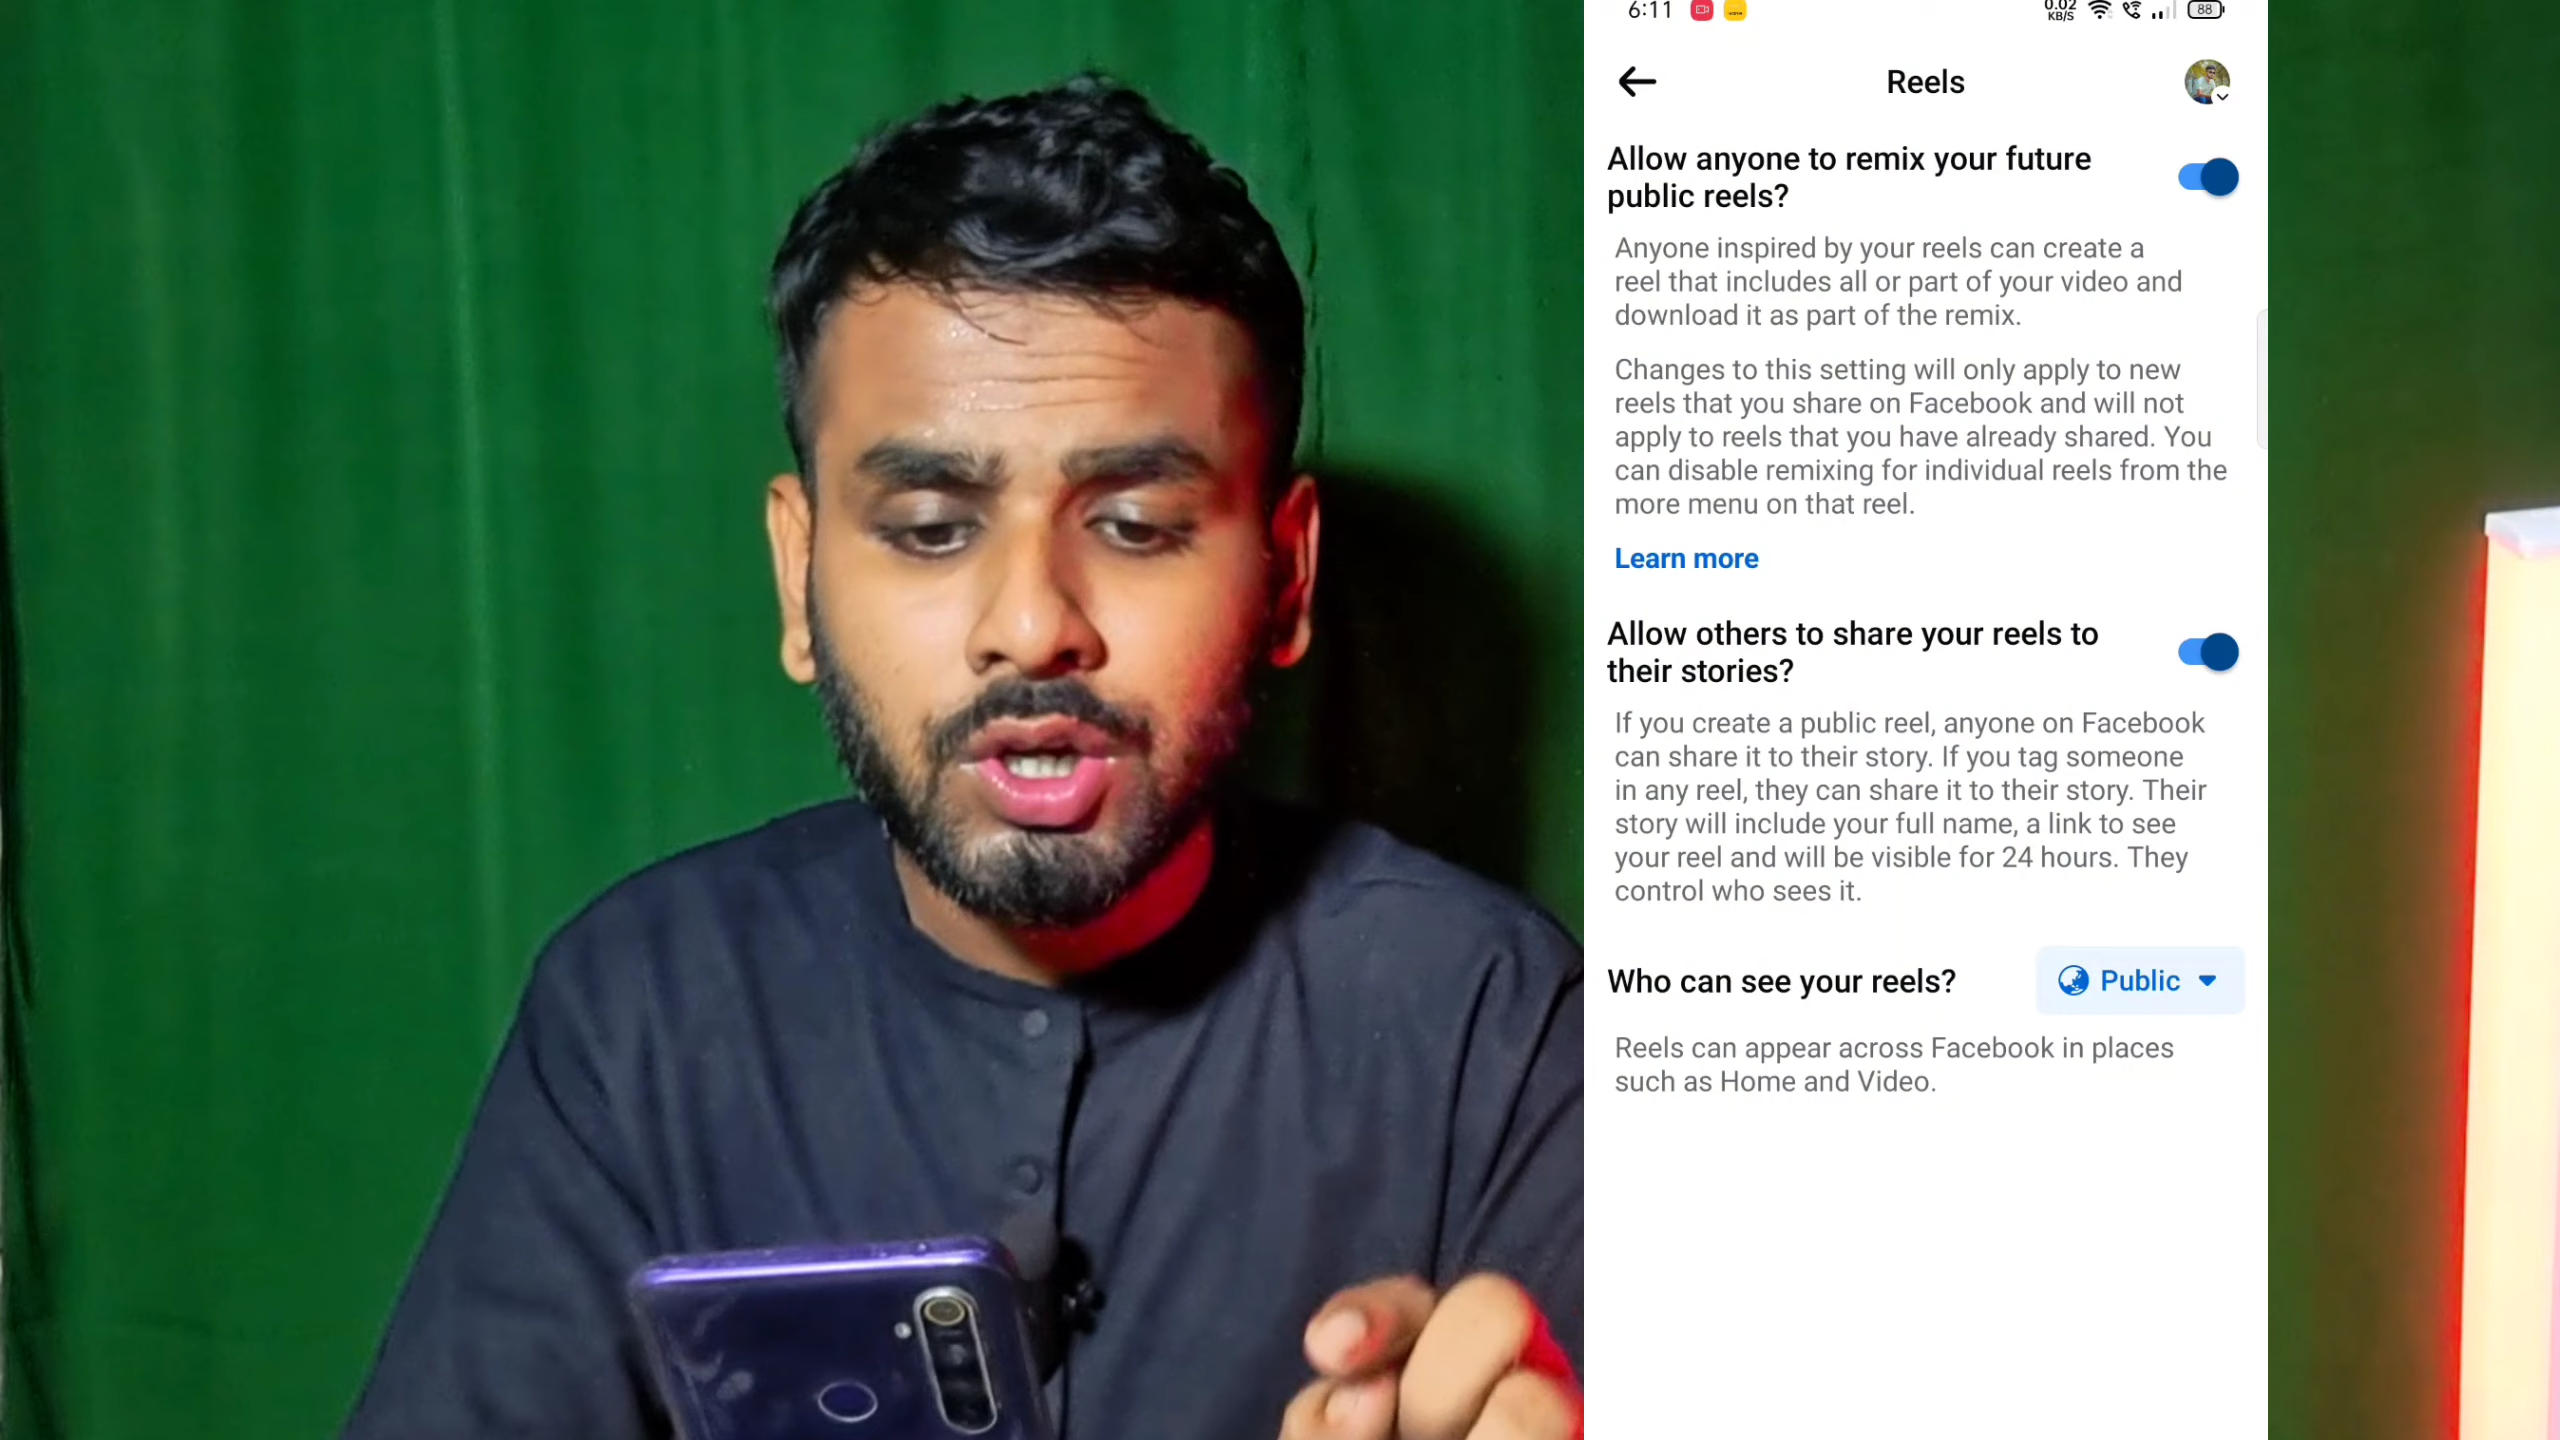 6:11
0.02
KB/S
88
Reels
Allow anyone to remix your future
public reels?
Anyone inspired by your reels can create a
reel that includes all or part of your video and
download it as part of the remix.
Changes to this setting will only apply to new
reels that you share on Facebook and will not
apply to reels that you have already shared. You
can disable remixing for individual reels from the
more menu on that reel.
Learn more
Allow others to share your reels to
their stories?
If you create a public reel, anyone on Facebook
can share it to their story. If you tag someone
in any reel, they can share it to their story. Their
story will include your full name, a link to see
your reel and will be visible for 24 hours. They
control who sees it.
Who can see your reels?
Public
Reels can appear across Facebook in places
such as Home and Video.